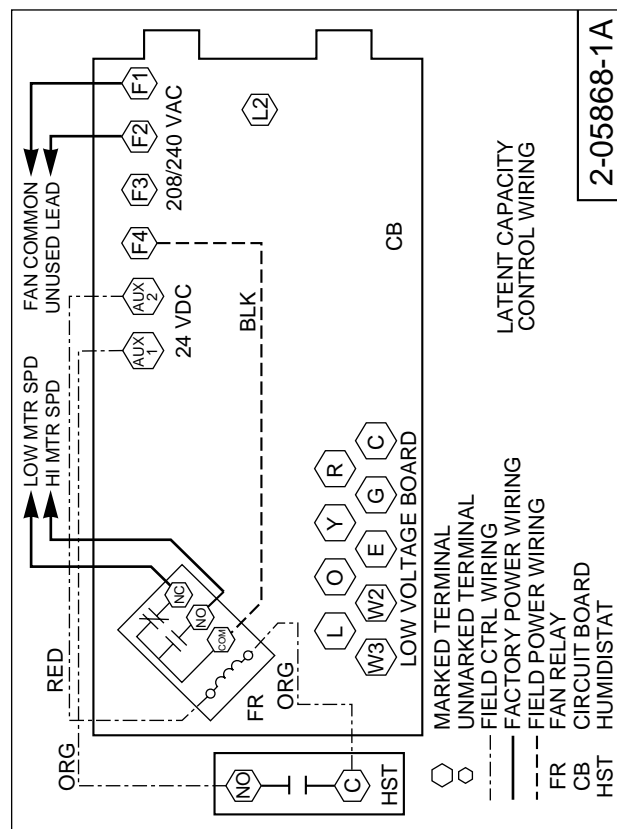 FAN COMMON
UNUSED LEAD
LOW MTR SPD
HI MTR SPD
F1
F2
F3
F4
208/240 VAC
L2
AUX
2
AUX
1
24 VDC
BLK
CB
RED
ORG
NC
NO
COM
FR
ORG
NO
C
HST
L
O
Y
R
W3
W2
E
G
C
LOW VOLTAGE BOARD
MARKED TERMINAL
UNMARKED TERMINAL
FIELD CTRL WIRING
FACTORY POWER WIRING
FIELD POWER WIRING
FR FAN RELAY
CB CIRCUIT BOARD
HST HUMIDISTAT
LATENT CAPACITY
CONTROL WIRING
2-05868-1A